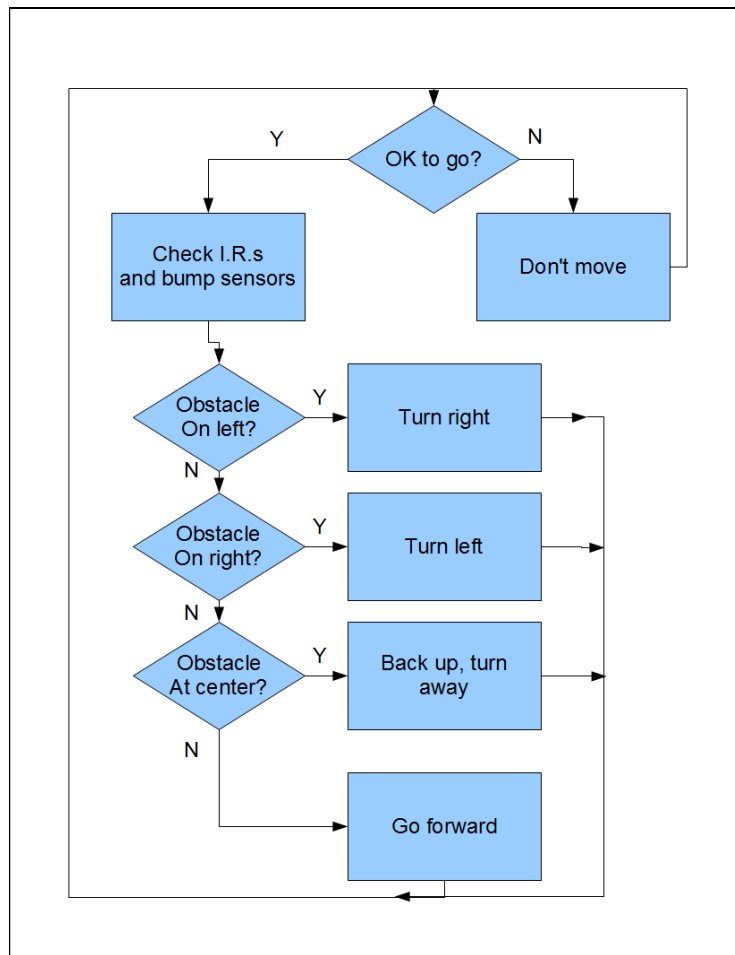 OK to go?
Y
N
Check I.R.s
and bump sensors
Don't move
Obstacle
On left?
Y
Turn right
N
Obstacle
On right?
Y
Turn left
N
Obstacle
At center?
Y
Back up, turn
away
N
Go forward